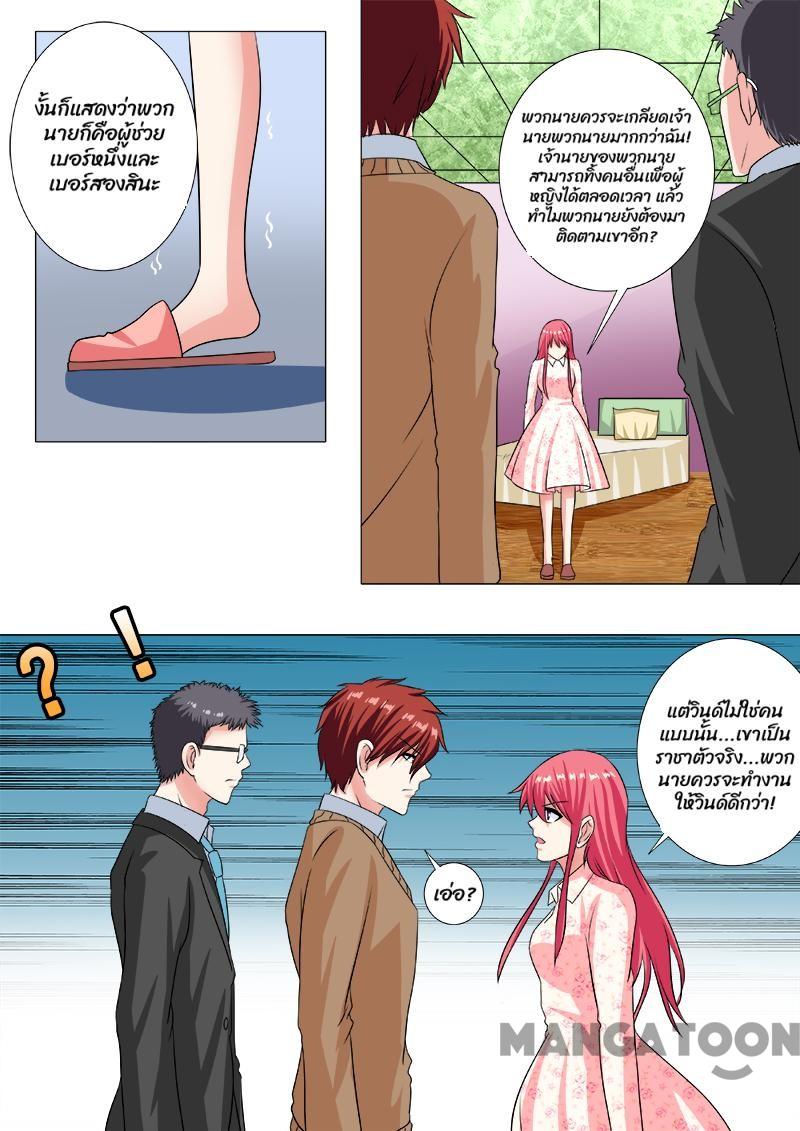 งั้นก็แสดงว่าพวก
นายก็คือผู้ช่วย
เบอร์หนึ่งและ
เบอร์สองสินะ
พวกนายควรจะเกลียดเจ้า
นายพวกนายมากกว่าฉัน!
เจ้านายของพวกนาย
สามารถทิ้งคนอื่นเพื่อผู้
หญิงได้ตลอดเวลา แล้ว
ทำไมพวกนายยังต้องมา
ติดตามเขาอีก?
?
!
แต่วินด์ไม่ใช่คน
แบบนั้น...เขาเป็น
ราชาตัวจริง...พวก
นายควรจะทำงาน
ให้วินด์ดีกว่า!
เอ่อ?
MANGATOON